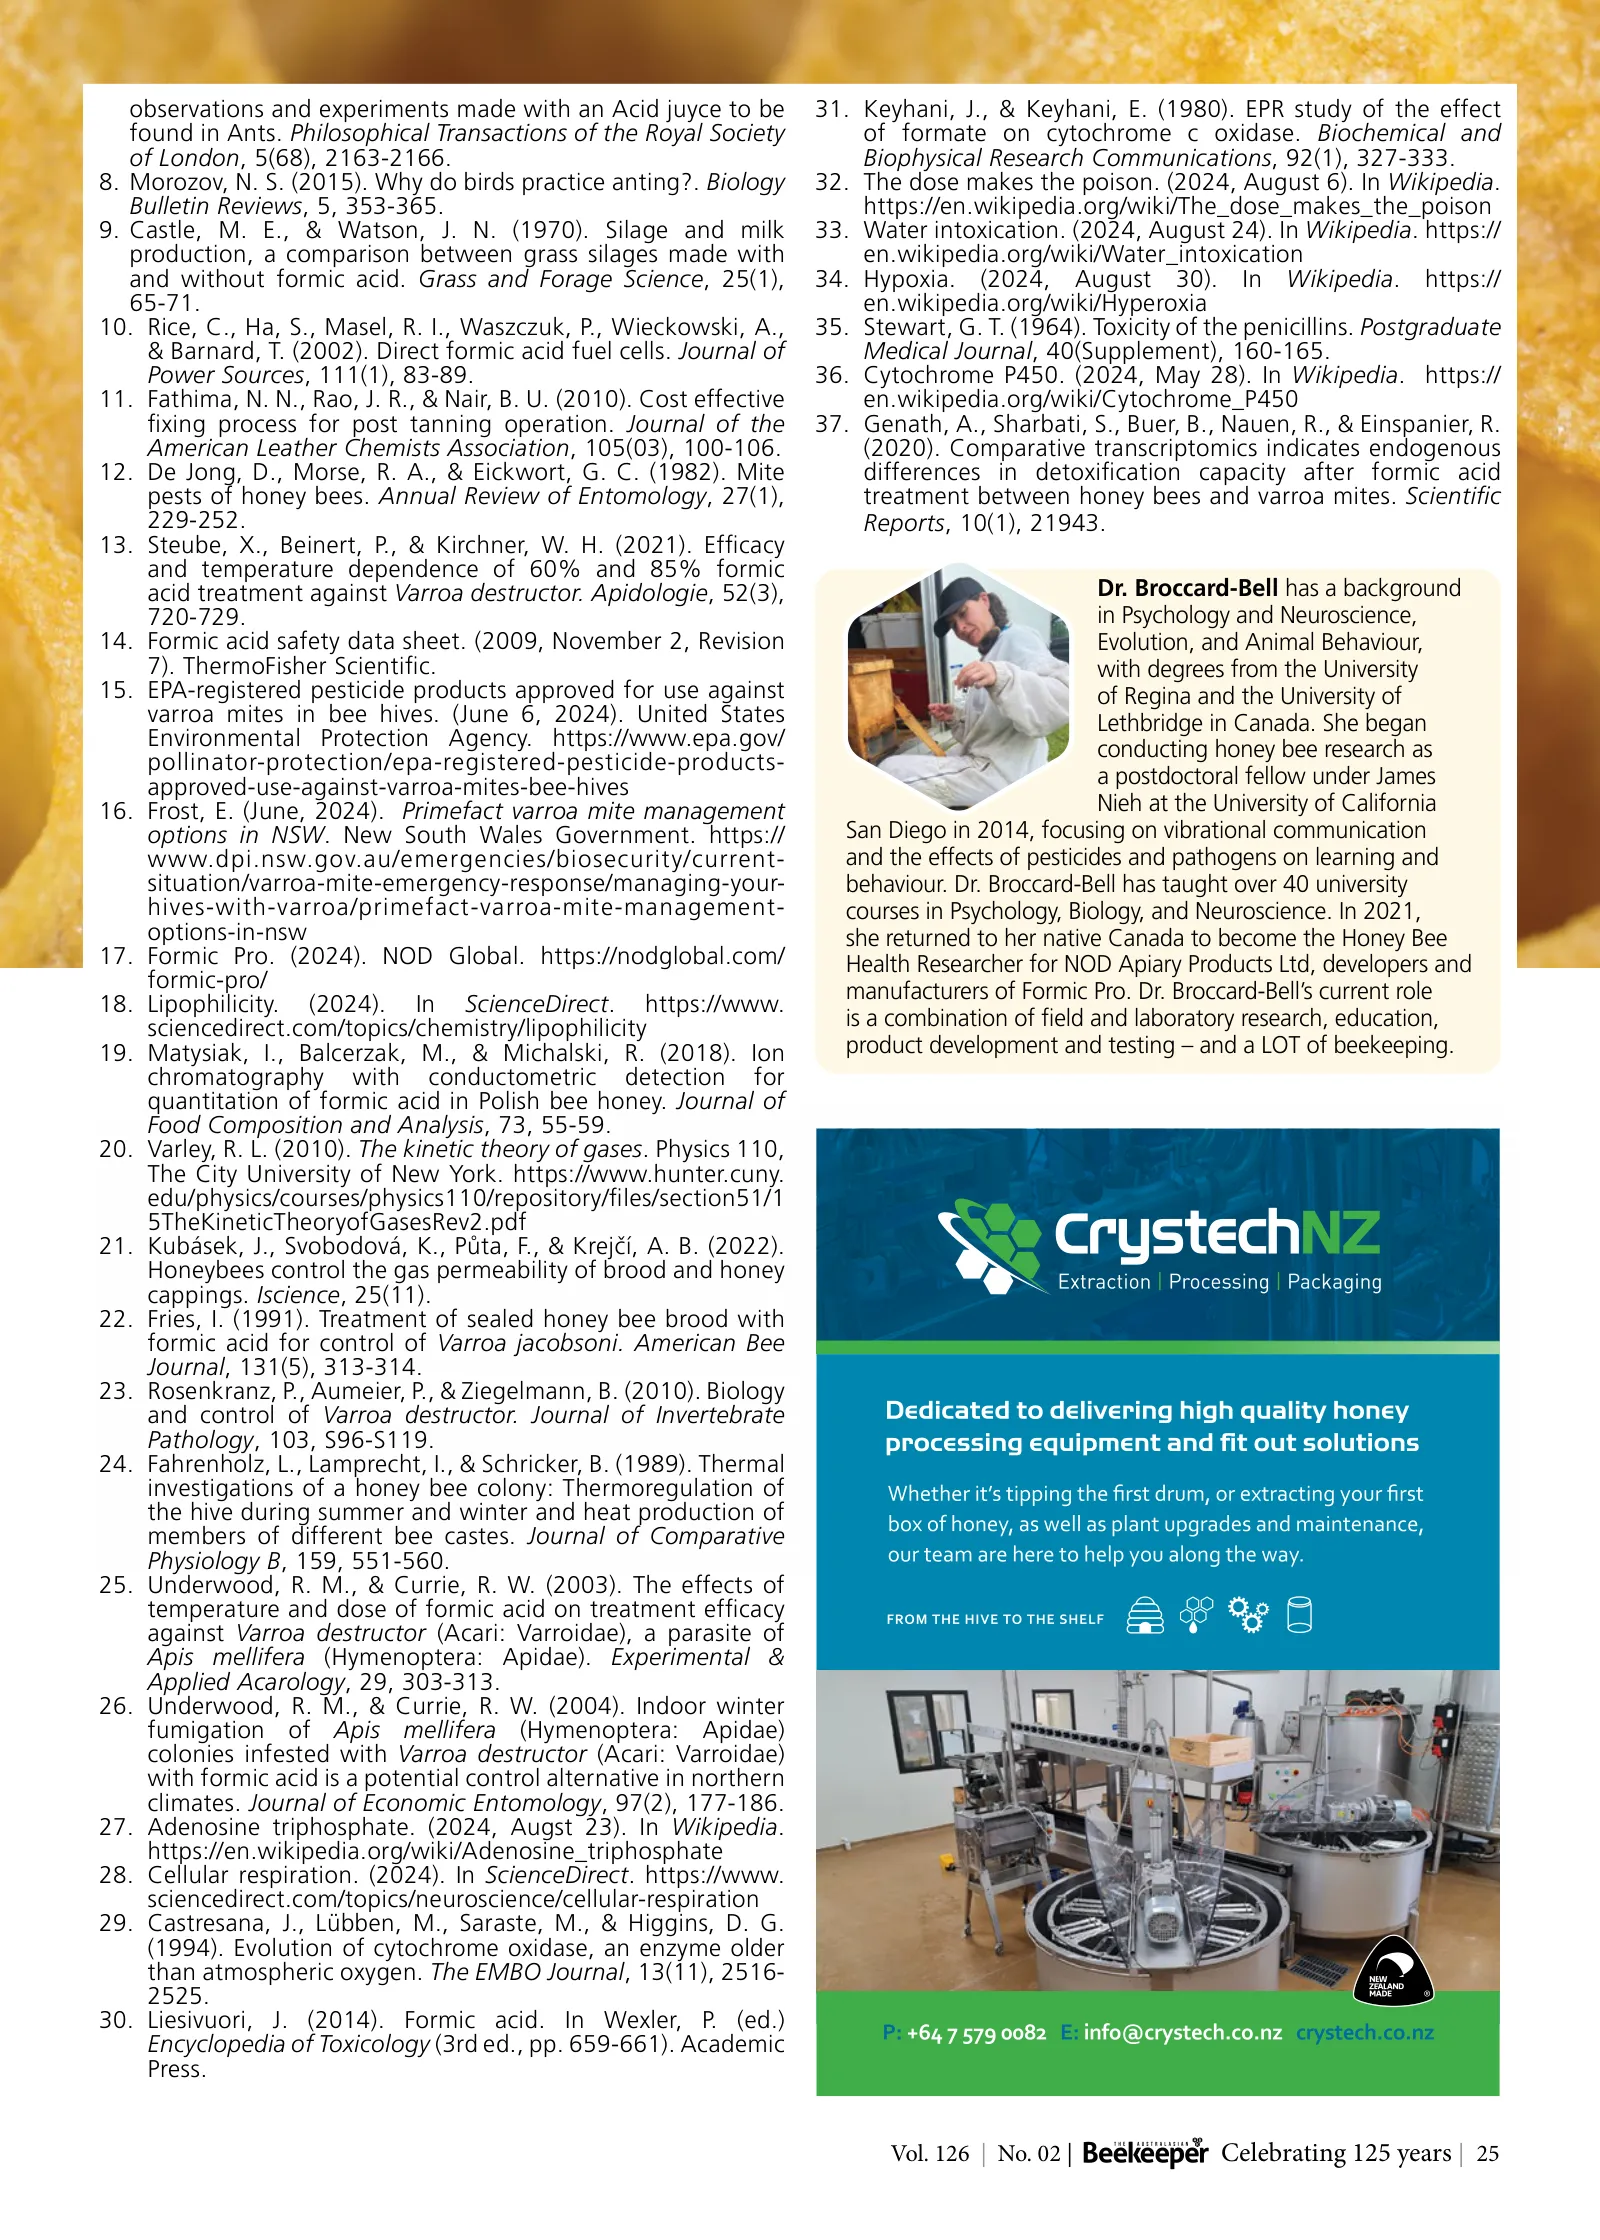 observations and experiments made with an Acid juyce to be
found in Ants. Philosophical Transactions of the Royal Society
of London, 5(68), 2163-2166.
8. Morozov, N. S. (2015). Why do birds practice anting?. Biology
Bulletin Reviews, 5, 353-365.
9. Castle, M. E., & Watson, J. N. (1970). Silage and milk
production, a comparison between grass silages made with
and without formic acid. Grass and Forage Science, 25(1),
65-71.
10. Rice, C., Ha, S., Masel, R. I., Waszczuk, P., Wieckowski, A.,
& Barnard, T. (2002). Direct formic acid fuel cells. Journal of
Power Sources, 111(1), 83-89.
11. Fathima, N. N., Rao, J. R., & Nair, B. U. (2010). Cost effective
fixing process for post tanning operation. Journal of the
American Leather Chemists Association, 105(03), 100-106.
12. De Jong, D., Morse, R. A., & Eickwort, G. C. (1982). Mite
pests of honey bees. Annual Review of Entomology, 27(1),
229-252.
13. Steube, X., Beinert, P., & Kirchner, W. H. (2021). Efficacy
and temperature dependence of 60% and 85% formic
acid treatment against Varroa destructor. Apidologie, 52(3),
720-729.
14. Formic acid safety data sheet. (2009, November 2, Revision
7). ThermoFisher Scientific.
15. EPA-registered pesticide products approved for use against
varroa mites in bee hives. (June 6, 2024). United States
Environmental Protection Agency. https://www.epa.gov/
pollinator-protection/epa-registered-pesticide-products-
approved-use-against-varroa-mites-bee-hives
16. Frost, E. (June, 2024). Primefact varroa mite management
options in NSW. New South Wales Government. https://
www.dpi.nsw.gov.au/emergencies/biosecurity/current-
situation/varroa-mite-emergency-response/managing-your-
hives-with-varroa/primefact-varroa-mite-management-
options-in-nsw
17. Formic Pro. (2024). NOD Global. https://nodglobal.com/
formic-pro/
18. Lipophilicity. (2024). In ScienceDirect. https://www.
sciencedirect.com/topics/chemistry/lipophilicity
19. Matysiak, I., Balcerzak, M., & Michalski, R. (2018). Ion
chromatography with conductometric detection for
quantitation of formic acid in Polish bee honey. Journal of
Food Composition and Analysis, 73, 55-59.
20. Varley, R. L. (2010). The kinetic theory of gases. Physics 110,
The City University of New York. https://www.hunter.cuny.
edu/physics/courses/physics110/repository/files/section51/1
5TheKineticTheoryofGasesRev2.pdf
21. Kubásek, J., Svobodová, K., Půta, F., & Krejčí, A. B. (2022).
Honeybees control the gas permeability of brood and honey
cappings. Iscience, 25(11).
22. Fries, I. (1991). Treatment of sealed honey bee brood with
formic acid for control of Varroa jacobsoni. American Bee
Journal, 131(5), 313-314.
23. Rosenkranz, P., Aumeier, P., & Ziegelmann, B. (2010). Biology
and control of Varroa destructor. Journal of Invertebrate
Pathology, 103, S96-S119.
24. Fahrenholz, L., Lamprecht, I., & Schricker, B. (1989). Thermal
investigations of a honey bee colony: Thermoregulation of
the hive during summer and winter and heat production of
members of different bee castes. Journal of Comparative
Physiology B, 159, 551-560.
25. Underwood, R. M., & Currie, R. W. (2003). The effects of
temperature and dose of formic acid on treatment efficacy
against Varroa destructor (Acari: Varroidae), a parasite of
Apis mellifera (Hymenoptera: Apidae). Experimental &
Applied Acarology, 29, 303-313.
26. Underwood, R. M., & Currie, R. W. (2004). Indoor winter
fumigation of Apis mellifera (Hymenoptera: Apidae)
colonies infested with Varroa destructor (Acari: Varroidae)
with formic acid is a potential control alternative in northern
climates. Journal of Economic Entomology, 97(2), 177-186.
27. Adenosine triphosphate. (2024, Augst 23). In Wikipedia.
https://en.wikipedia.org/wiki/Adenosine_triphosphate
28. Cellular respiration. (2024). In ScienceDirect. https://www.
sciencedirect.com/topics/neuroscience/cellular-respiration
29. Castresana, J., Lübben, M., Saraste, M., & Higgins, D. G.
(1994). Evolution of cytochrome oxidase, an enzyme older
than atmospheric oxygen. The EMBO Journal, 13(11), 2516-
2525.
30. Liesivuori, J. (2014). Formic acid. In Wexler, P. (ed.)
Encyclopedia of Toxicology (3rd ed., pp. 659-661). Academic
Press.
31. Keyhani, J., & Keyhani, E. (1980). EPR study of the effect
of formate on cytochrome c oxidase. Biochemical and
Biophysical Research Communications, 92(1), 327-333.
32. The dose makes the poison. (2024, August 6). In Wikipedia.
https://en.wikipedia.org/wiki/The_dose_makes_the_poison
33. Water intoxication. (2024, August 24). In Wikipedia. https://
en.wikipedia.org/wiki/Water_intoxication
34. Hypoxia. (2024, August 30). In Wikipedia. https://
en.wikipedia.org/wiki/Hyperoxia
35. Stewart, G. T. (1964). Toxicity of the penicillins. Postgraduate
Medical Journal, 40(Supplement), 160-165.
36. Cytochrome P450. (2024, May 28). In Wikipedia. https://
en.wikipedia.org/wiki/Cytochrome_P450
37. Genath, A., Sharbati, S., Buer, B., Nauen, R., & Einspanier, R.
(2020). Comparative transcriptomics indicates endogenous
differences in detoxification capacity after formic acid
treatment between honey bees and varroa mites. Scientific
Reports, 10(1), 21943.
Dr. Broccard-Bell has a background
in Psychology and Neuroscience,
Evolution, and Animal Behaviour,
with degrees from the University
of Regina and the University of
Lethbridge in Canada. She began
conducting honey bee research as
a postdoctoral fellow under James
Nieh at the University of California
San Diego in 2014, focusing on vibrational communication
and the effects of pesticides and pathogens on learning and
behaviour. Dr. Broccard-Bell has taught over 40 university
courses in Psychology, Biology, and Neuroscience. In 2021,
she returned to her native Canada to become the Honey Bee
Health Researcher for NOD Apiary Products Ltd, developers and
manufacturers of Formic Pro. Dr. Broccard-Bell's current role
is a combination of field and laboratory research, education,
product development and testing – and a LOT of beekeeping.
CrystechNZ
Extraction | Processing | Packaging
Dedicated to delivering high quality honey
processing equipment and fit out solutions
Whether it's tipping the first drum, or extracting your first
box of honey, as well as plant upgrades and maintenance,
our team are here to help you along the way.
FROM THE HIVE TO THE SHELF
NEW
ZEALAND
MADE ®
P: +64 7 579 0082 E: info@crystech.co.nz crystech.co.nz
Vol. 126 | No. 02 | THE AUSTRALASIAN Beekeeper Celebrating 125 years | 25